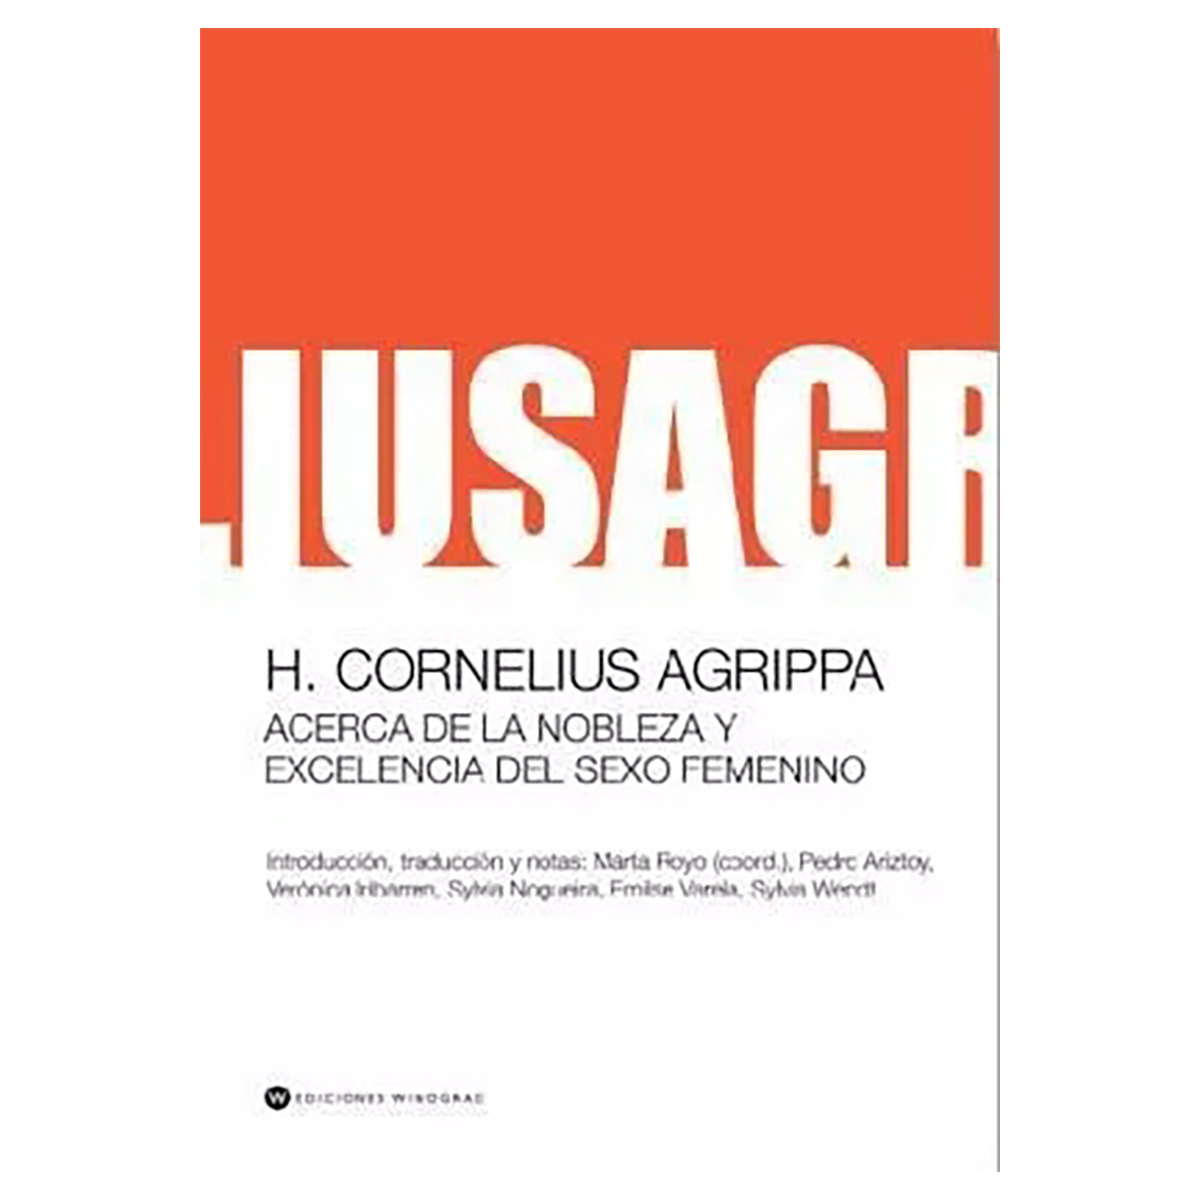 LIUSAGR
H. CORNELIUS AGRIPPA
ACERCA DE LA NOBLEZA Y
EXCELENCIA DEL SEXO FEMENINO
Introducción, traducción y notas: Marta Royo (coord.), Pedro Ariztoy,
Verónica Iribarren, Sylvia Nogueira, Emilse Varela, Sylvia Wendt
W EDICIONES WINOGRAD